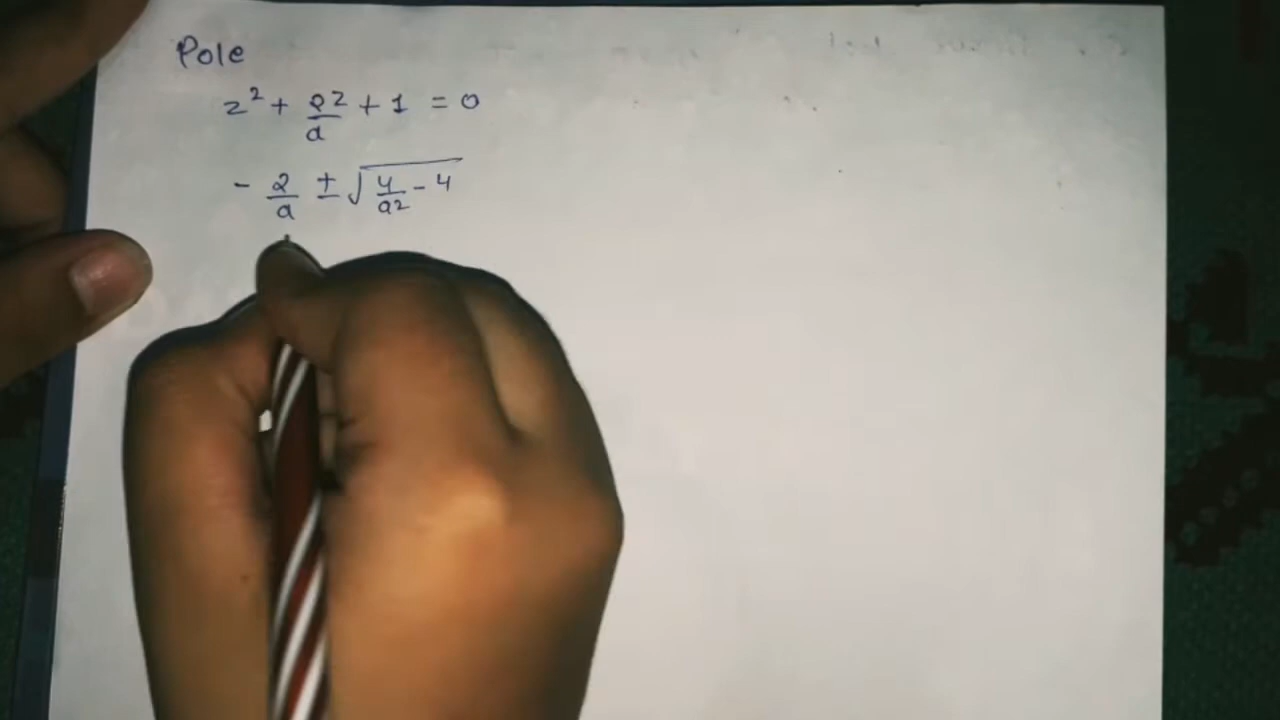 Pole
z² + 2z/a + 1 = 0
- 2/a ± √(4/a² - 4)